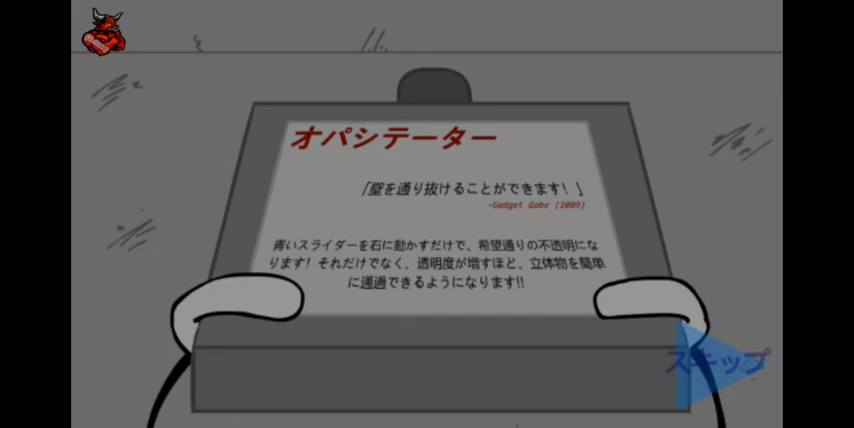 オパシテーター
「壁を通り抜けることができます!」
-Gadget Gabe (2009)
青いスライダーを右に動かすだけで、希望通りの不透明にな
ります! それだけでなく、透明度が増すほど、立体物を簡単
に通過できるようになります!!
スキップ